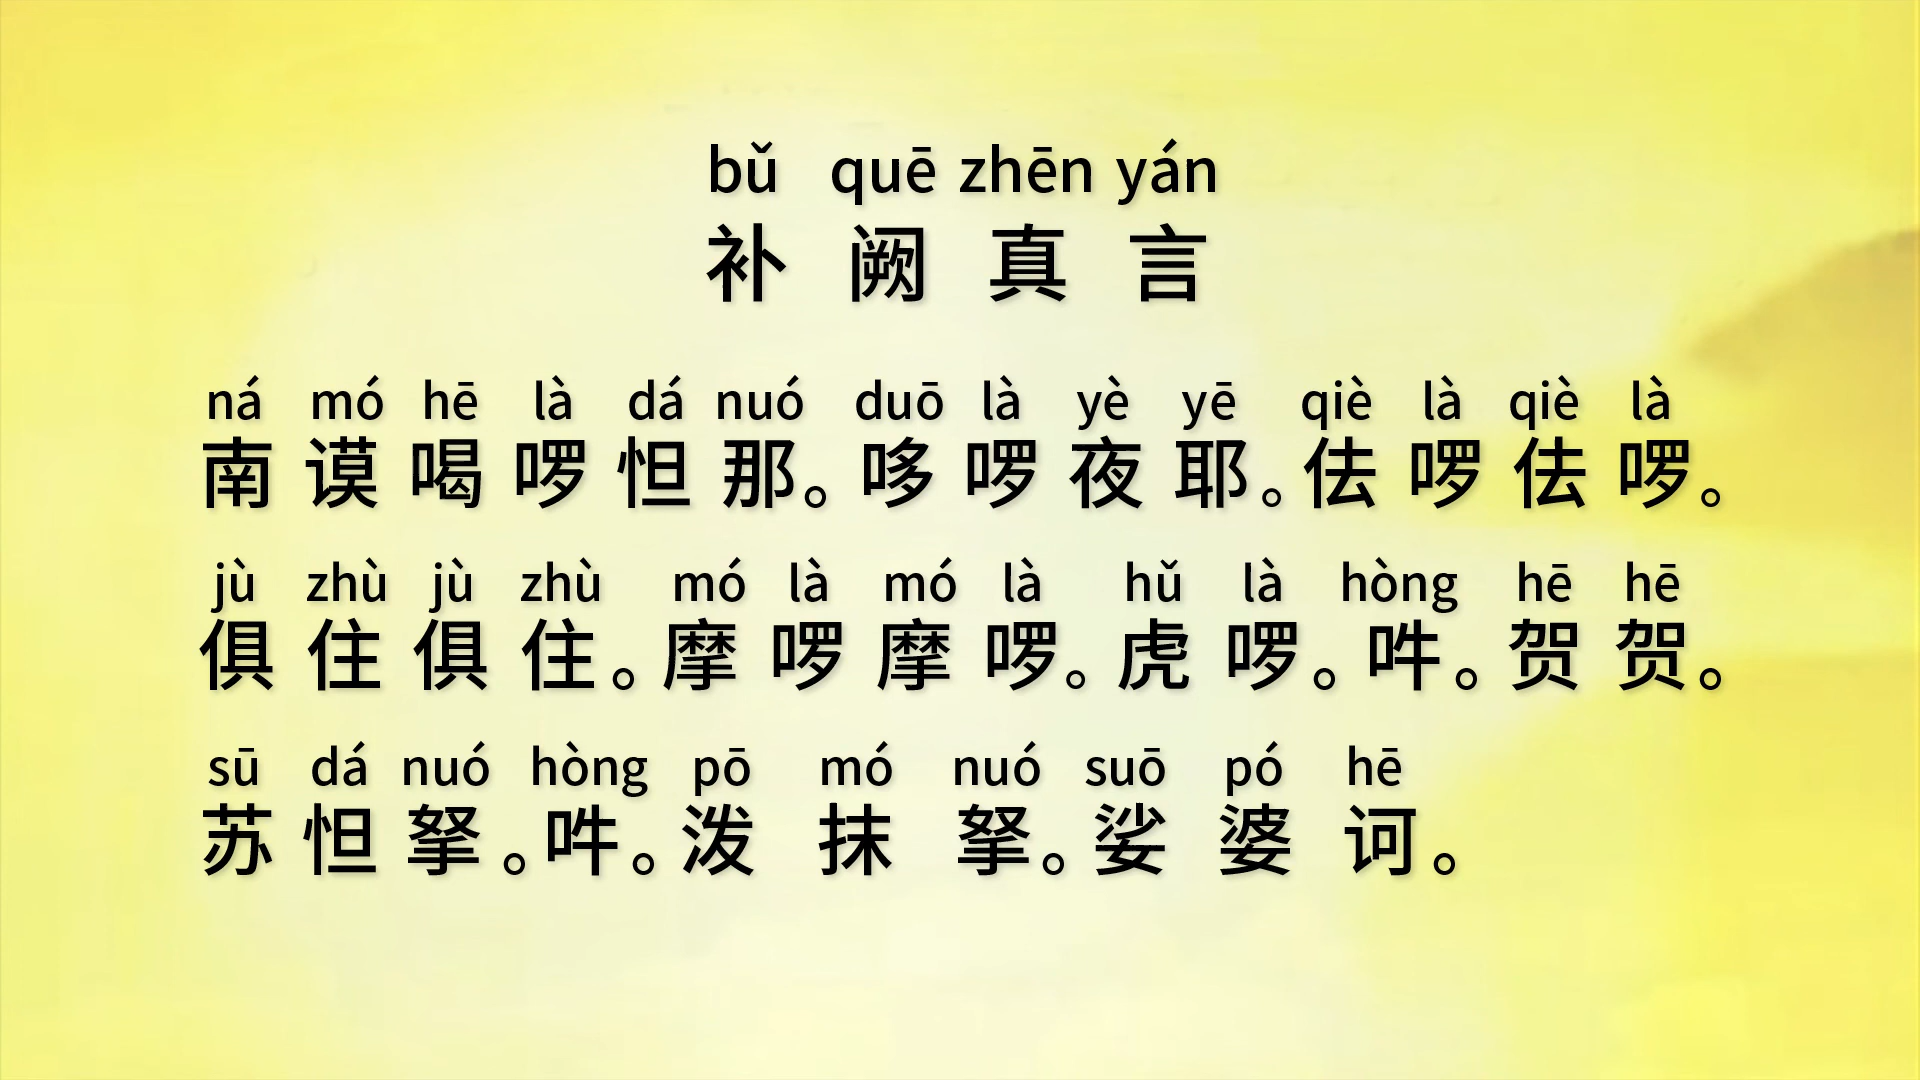 bǔ quē zhēn yán
补阙真言
ná mó hē là dá nuó duō là yè yē qiè là qiè là
南谟喝啰怛那。哆啰夜耶。佉啰佉啰。
jù zhù jù zhù mó là mó là hǔ là hòng hē hē
俱住俱住。摩啰摩啰。虎啰。吽。贺贺。
sū dá nuó hòng pō mó nuó suō pó hē
苏怛拏。吽。泼抹拏。娑婆诃。